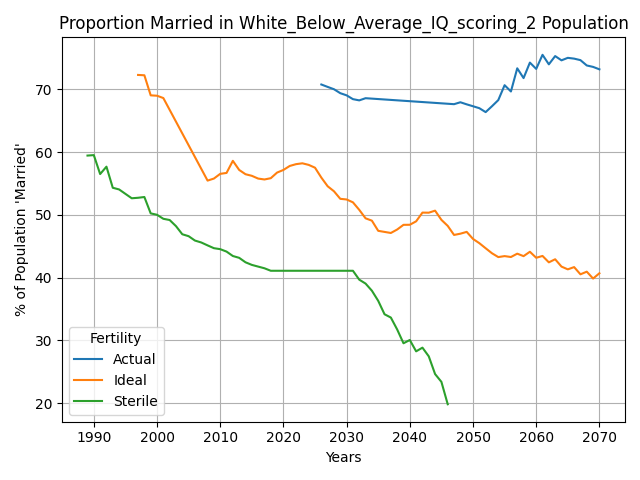 Proportion Married in White_Below_Average_IQ_scoring_2 Population
% of Population 'Married'
70
60
50
40
30
20
Fertility
Actual
Ideal
Sterile
1990 2000 2010 2020 2030 2040 2050 2060 2070
Years